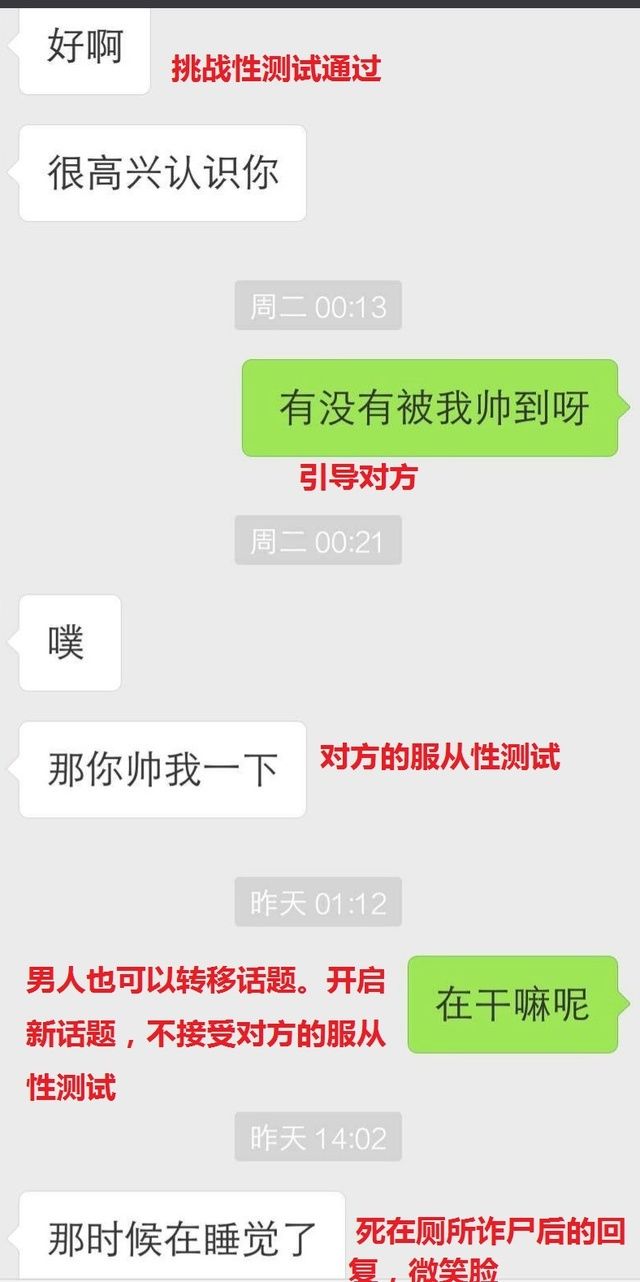 好啊
挑战性测试通过
很高兴认识你
周二 00:13
有没有被我帅到呀
引导对方
周二 00:21
噗
那你帅我一下
对方的服从性测试
昨天 01:12
男人也可以转移话题。开启
新话题，不接受对方的服从
性测试
在干嘛呢
昨天 14:02
那时候在睡觉了
死在厕所诈尸后的回
复，微笑脸